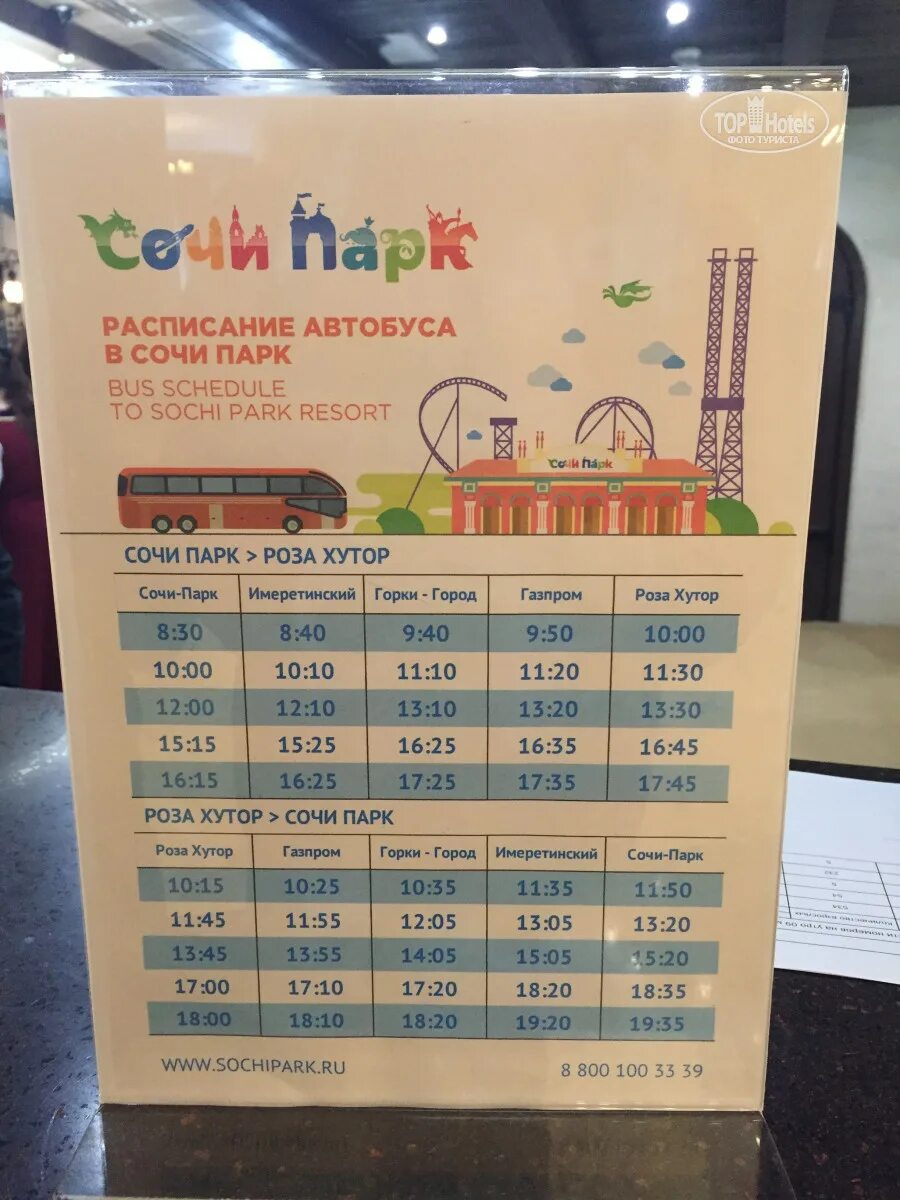 TOP Hotels
ФОТО ТУРИСТА
Сочи Парк
РАСПИСАНИЕ АВТОБУСА
В СОЧИ ПАРК
BUS SCHEDULE
TO SOCHI PARK RESORT
Сочи Парк
СОЧИ ПАРК > РОЗА ХУТОР
Сочи-Парк Имеретинский Горки - Город Газпром Роза Хутор
8:30 8:40 9:40 9:50 10:00
10:00 10:10 11:10 11:20 11:30
12:00 12:10 13:10 13:20 13:30
15:15 15:25 16:25 16:35 16:45
16:15 16:25 17:25 17:35 17:45
РОЗА ХУТОР > СОЧИ ПАРК
Роза Хутор Газпром Горки - Город Имеретинский Сочи-Парк
10:15 10:25 10:35 11:35 11:50
11:45 11:55 12:05 13:05 13:20
13:45 13:55 14:05 15:05 15:20
17:00 17:10 17:20 18:20 18:35
18:00 18:10 18:20 19:20 19:35
WWW.SOCHIPARK.RU 8 800 100 33 39
5
232
5
54
534
количество взрослых